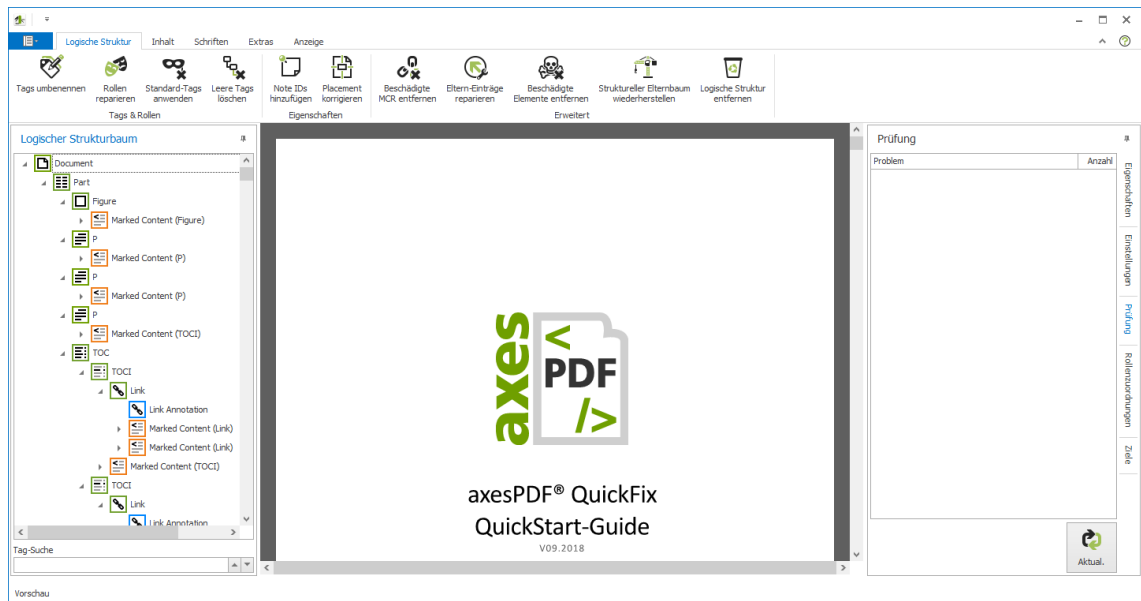 Logische Struktur Inhalt Schriften Extras Anzeige
Tags umbenennen
Rollen reparieren
Standard-Tags anwenden
Leere Tags löschen
Note IDs hinzufügen
Placement korrigieren
Beschädigte MCR entfernen
Eltern-Einträge reparieren
Beschädigte Elemente entfernen
Struktureller Elternbaum wiederherstellen
Logische Struktur entfernen
Tags & Rollen
Eigenschaften
Erweitert
Logischer Strukturbaum
Document
Part
Figure
Marked Content (Figure)
P
Marked Content (P)
P
Marked Content (P)
P
Marked Content (TOCI)
TOC
TOCI
Link
Link Annotation
Marked Content (Link)
Marked Content (Link)
Marked Content (TOCI)
TOCI
Link
Link Annotation
Tag-Suche
Vorschau
axes
<
PDF
/>
axesPDF® QuickFix
QuickStart-Guide
V09.2018
Prüfung
Problem Anzahl
Aktual.
Eigenschaften
Einstellungen
Prüfung
Rollenzuordnungen
Ziele